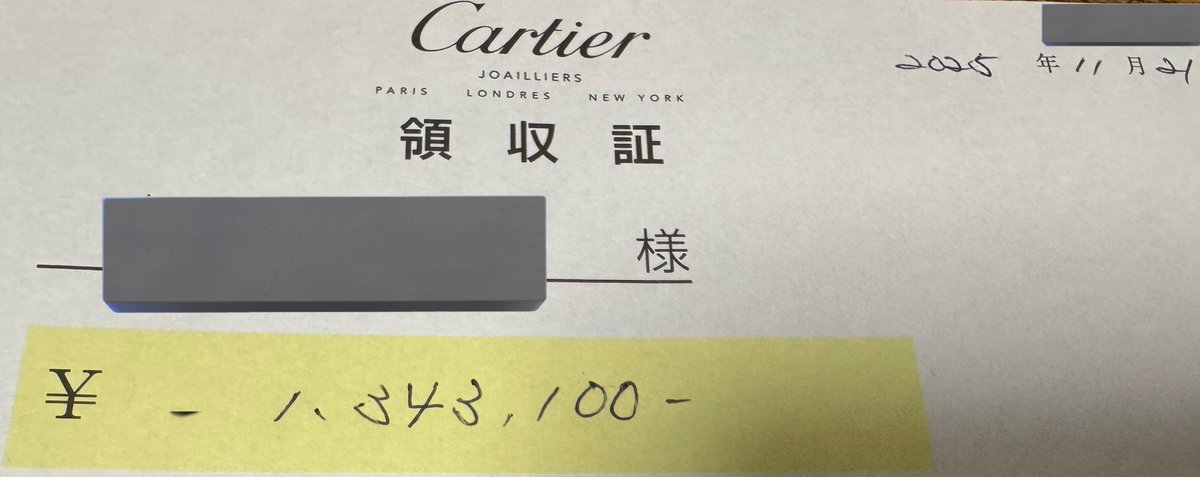 Cartier
JOAILLIERS
PARIS LONDRES NEW YORK
2025 年 11 月 21
領収証
様
¥ - 1,343,100-